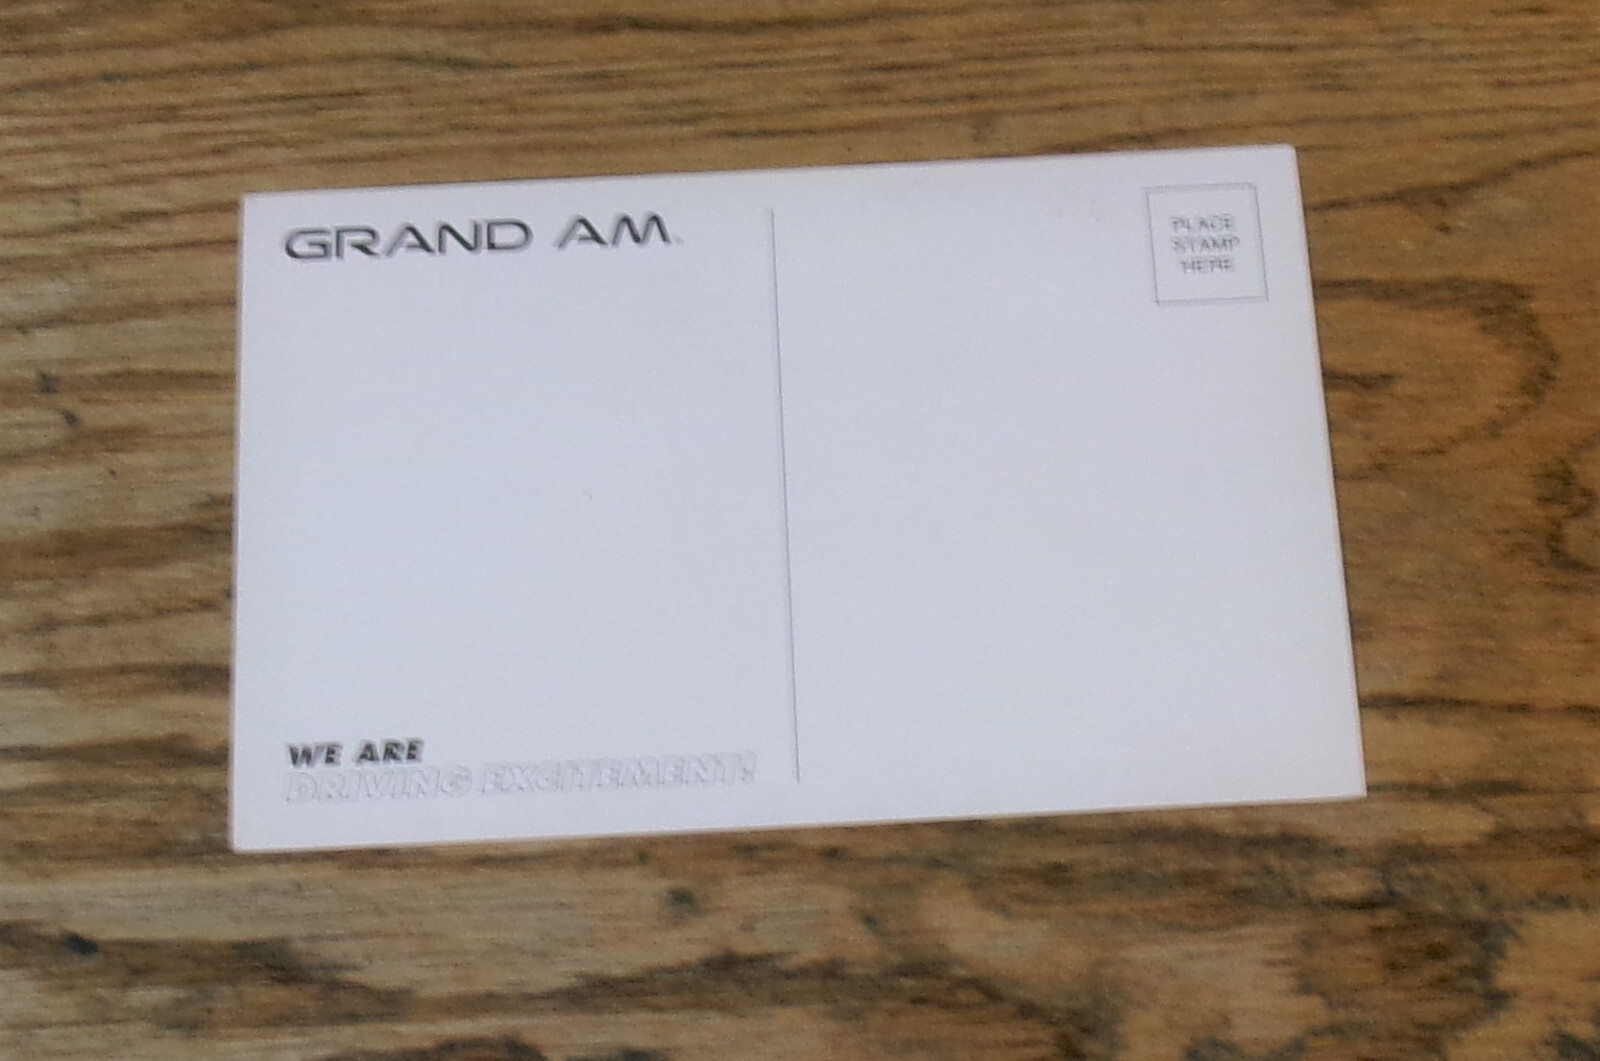 GRAND AM
PLACE
STAMP
HERE
WE ARE
DRIVING EXCITEMENT!